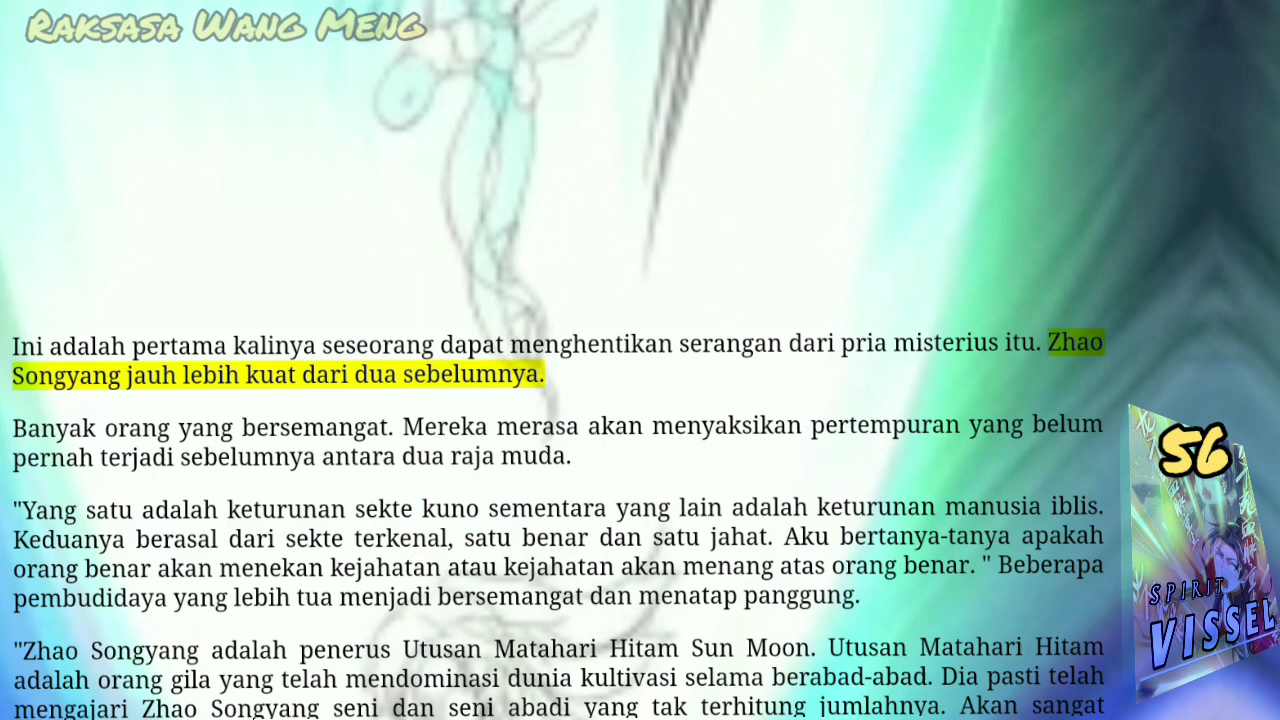 Raksasa Wang Meng
Ini adalah pertama kalinya seseorang dapat menghentikan serangan dari pria misterius itu. Zhao
Songyang jauh lebih kuat dari dua sebelumnya.
Banyak orang yang bersemangat. Mereka merasa akan menyaksikan pertempuran yang belum
pernah terjadi sebelumnya antara dua raja muda.
"Yang satu adalah keturunan sekte kuno sementara yang lain adalah keturunan manusia iblis.
Keduanya berasal dari sekte terkenal, satu benar dan satu jahat. Aku bertanya-tanya apakah
orang benar akan menekan kejahatan atau kejahatan akan menang atas orang benar. " Beberapa
pembudidaya yang lebih tua menjadi bersemangat dan menatap panggung.
"Zhao Songyang adalah penerus Utusan Matahari Hitam Sun Moon. Utusan Matahari Hitam
adalah orang gila yang telah mendominasi dunia kultivasi selama berabad-abad. Dia pasti telah
mengajari Zhao Songyang seni dan seni abadi yang tak terhitung jumlahnya. Akan sangat
56
SPIRIT
VISSEL